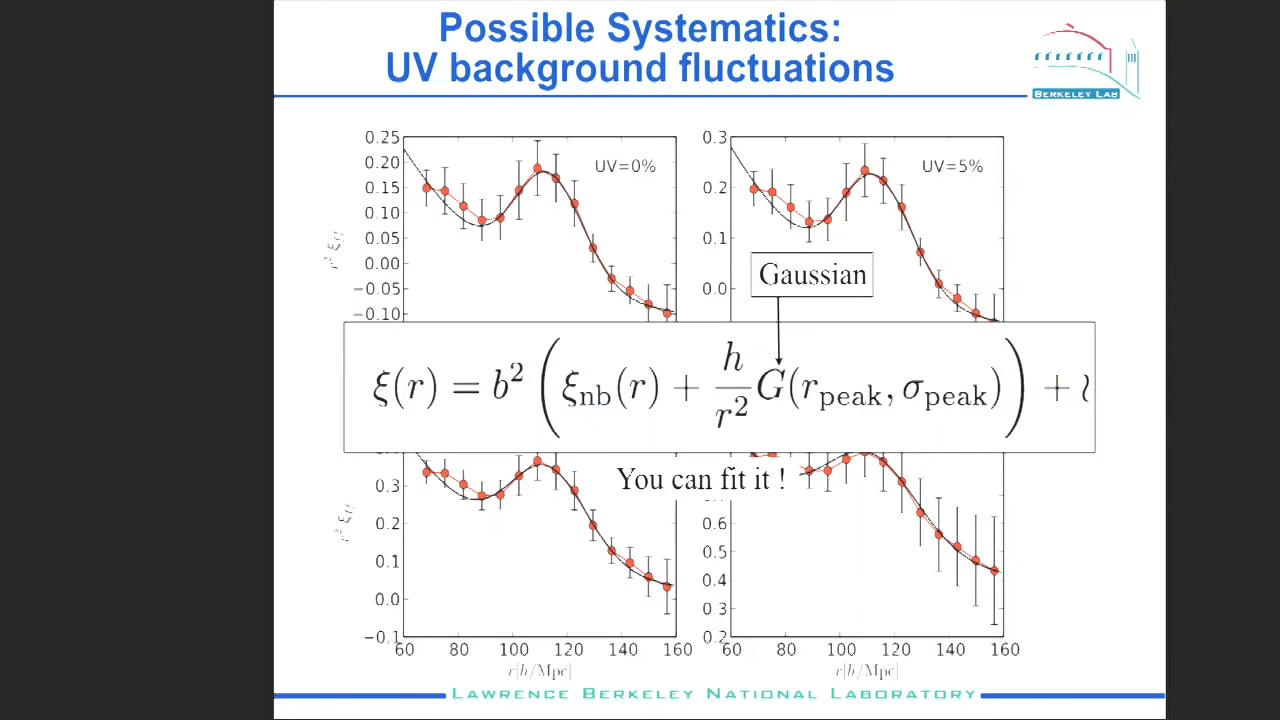 Possible Systematics:
UV background fluctuations
BERKELEY LAB
0.25
0.20
0.15
0.10
0.05
0.00
−0.05
−0.10
UV=0%
r² ξ
0.3
0.2
0.1
0.0
UV=5%
Gaussian
ξ(r) = b² ( ξ_nb(r) + h/r² G(r_peak, σ_peak) ) +
You can fit it !
0.3
0.2
0.1
0.0
−0.1
r² ξ
60 80 100 120 140 160
r[h/Mpc]
0.6
0.5
0.4
0.3
0.2
60 80 100 120 140 160
r[h/Mpc]
LAWRENCE BERKELEY NATIONAL LABORATORY